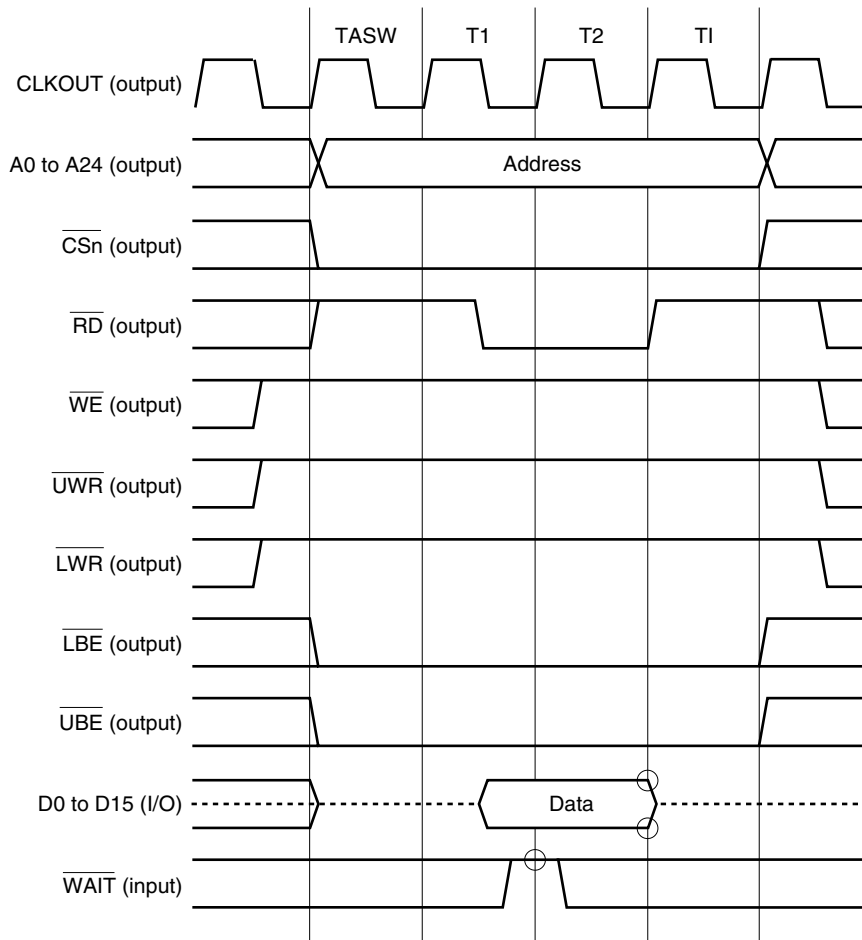 TASW T1 T2 TI
CLKOUT (output)
A0 to A24 (output) Address
CSn (output)
RD (output)
WE (output)
UWR (output)
LWR (output)
LBE (output)
UBE (output)
D0 to D15 (I/O) Data
WAIT (input)